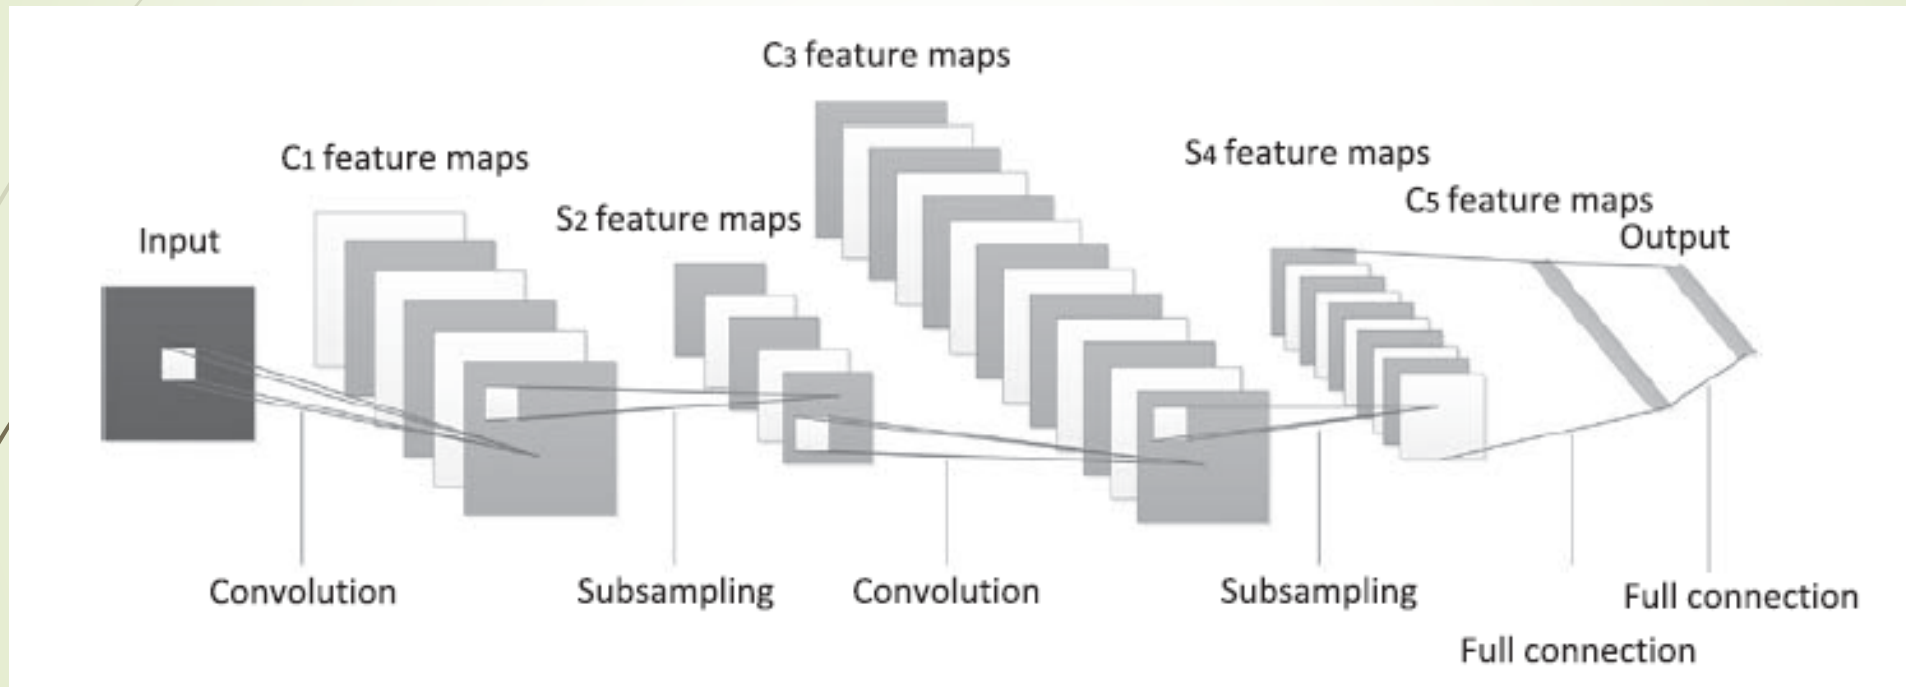 C3 feature maps
C1 feature maps
S4 feature maps
C5 feature maps
S2 feature maps
Input
Output
Convolution
Subsampling
Convolution
Subsampling
Full connection
Full connection